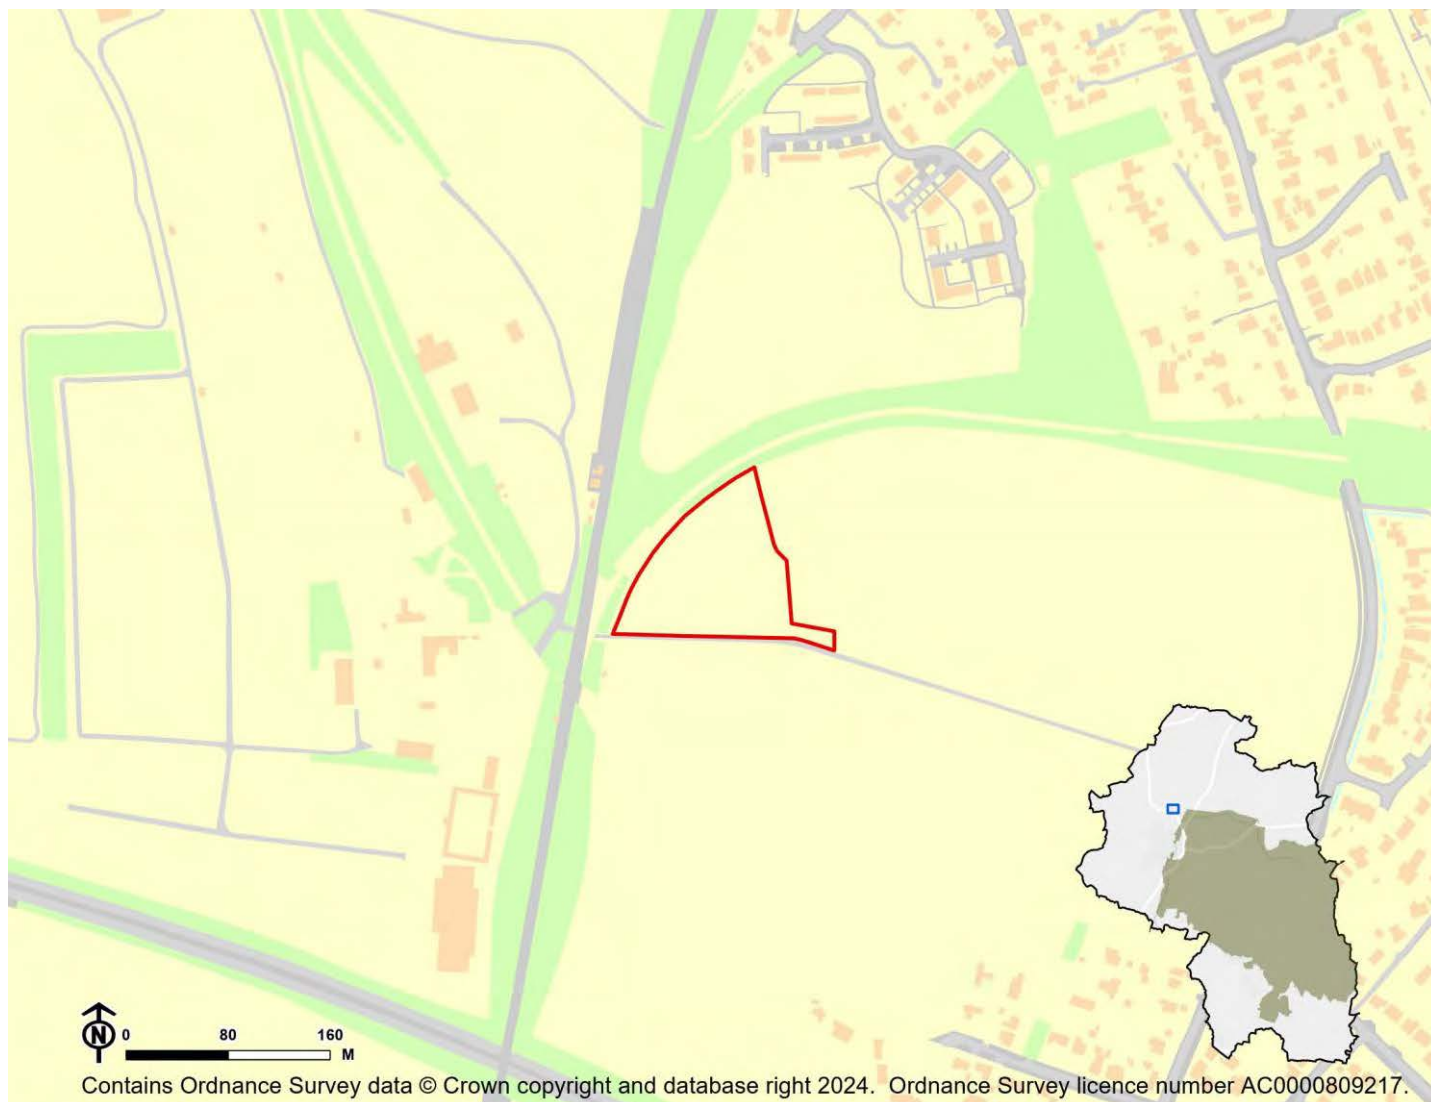 N
0 80 160
M
Contains Ordnance Survey data © Crown copyright and database right 2024. Ordnance Survey licence number AC0000809217.